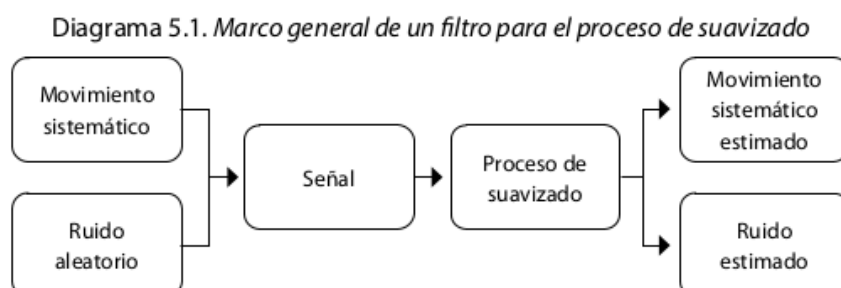 Diagrama 5.1. Marco general de un filtro para el proceso de suavizado
Movimiento
sistemático
Ruido
aleatorio
Señal
Proceso de
suavizado
Movimiento
sistemático
estimado
Ruido
estimado